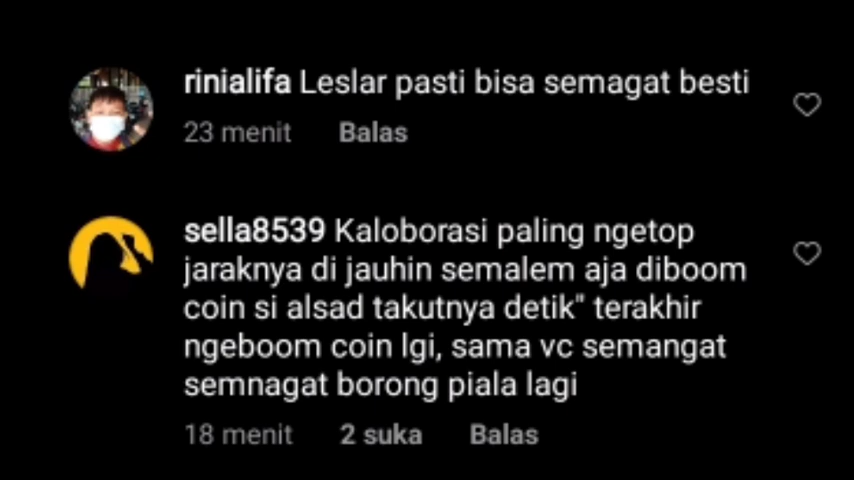 rinialifa Leslar pasti bisa semagat besti
23 menit Balas
sella8539 Kaloborasi paling ngetop
jaraknya di jauhin semalem aja diboom
coin si alsad takutnya detik" terakhir
ngeboom coin lgi, sama vc semangat
semnagat borong piala lagi
18 menit 2 suka Balas